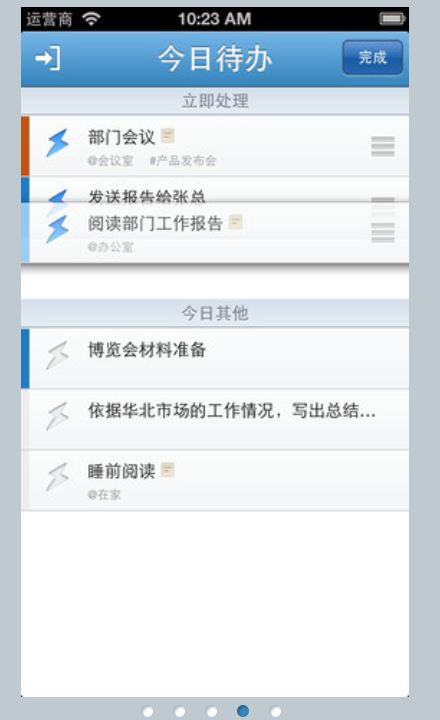 运营商 10:23 AM
今日待办 完成
立即处理
部门会议
@会议室 #产品发布会
发送报告给张总
阅读部门工作报告
@办公室
今日其他
博览会材料准备
依据华北市场的工作情况，写出总结...
睡前阅读
@在家